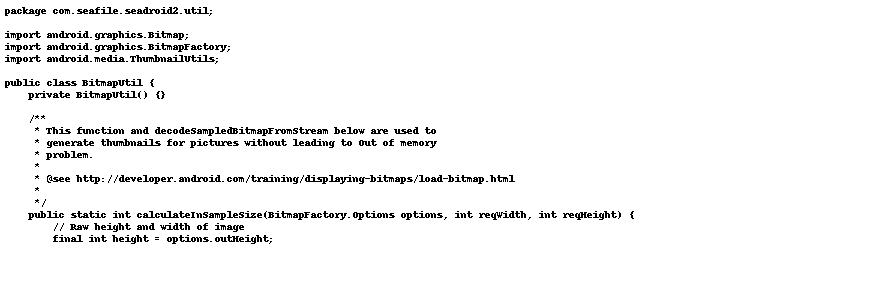 package com.seafile.seadroid2.util;

import android.graphics.Bitmap;
import android.graphics.BitmapFactory;
import android.media.ThumbnailUtils;

public class BitmapUtil {
    private BitmapUtil() {}

    /**
     * This function and decodeSampledBitmapFromStream below are used to
     * generate thumbnails for pictures without leading to Out of memory
     * problem.
     *
     * @see http://developer.android.com/training/displaying-bitmaps/load-bitmap.html
     *
     */
    public static int calculateInSampleSize(BitmapFactory.Options options, int reqWidth, int reqHeight) {
        // Raw height and width of image
        final int height = options.outHeight;